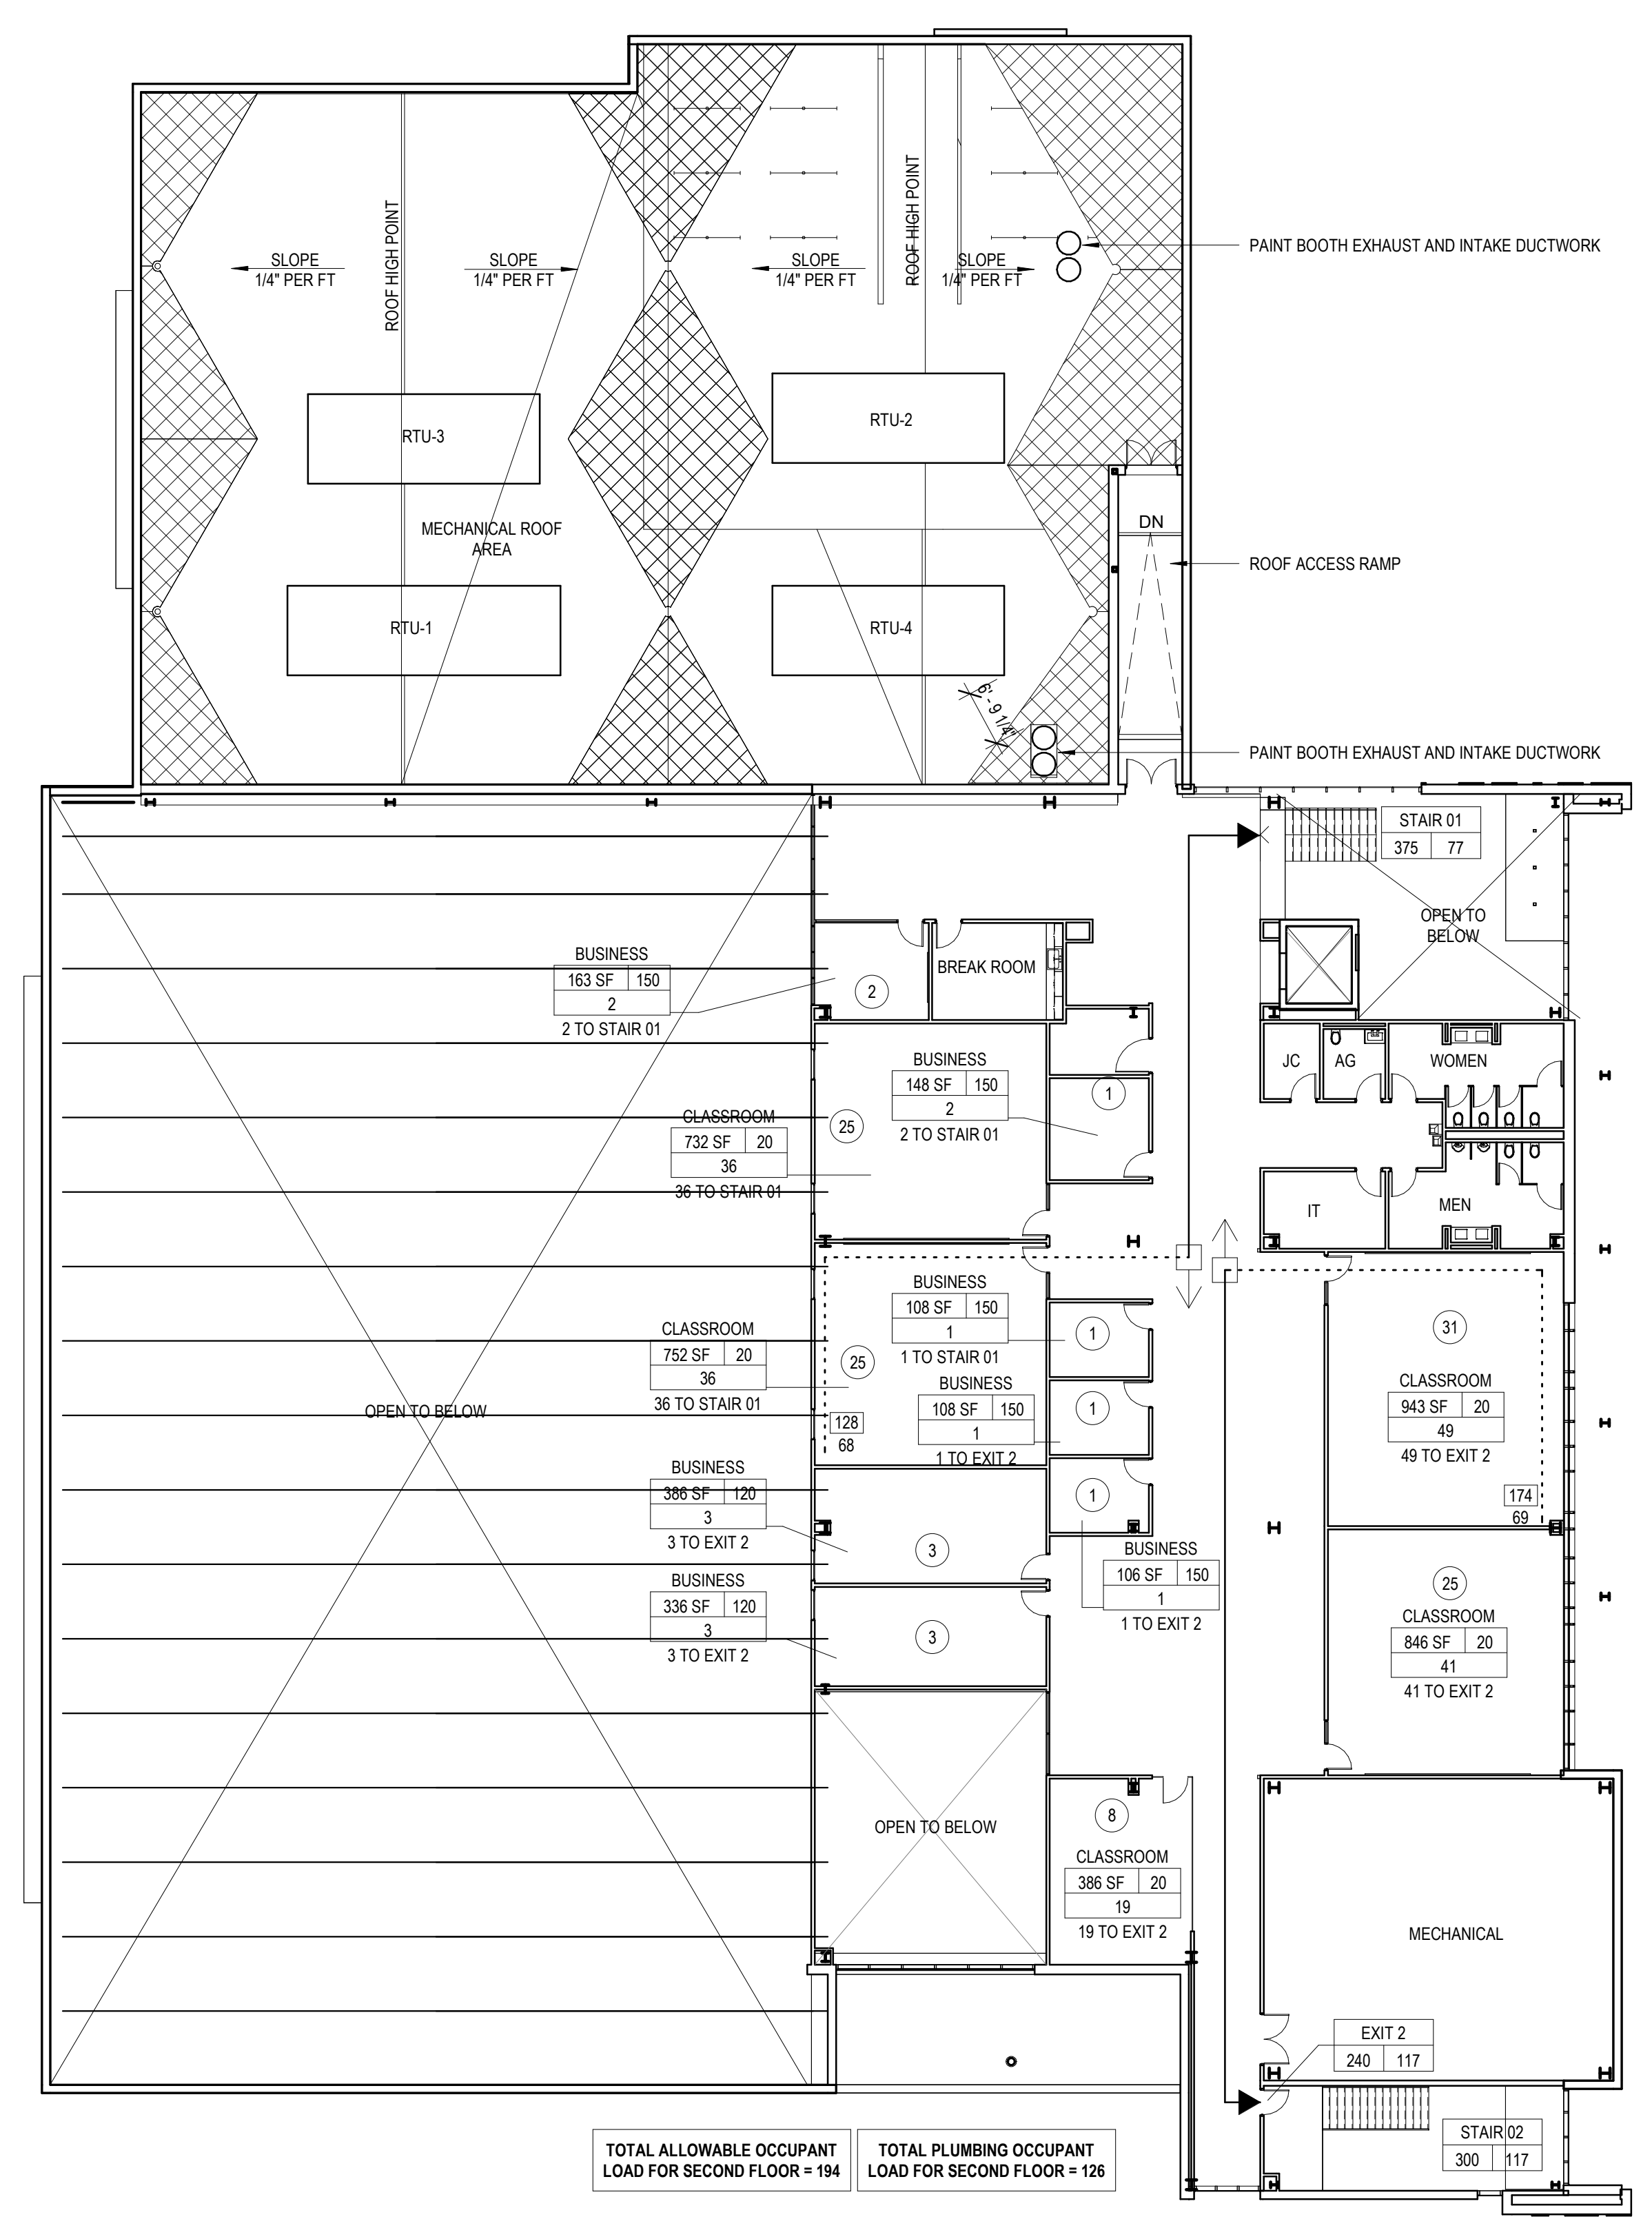 PAINT BOOTH EXHAUST AND INTAKE DUCTWORK
ROOF HIGH POINT
ROOF HIGH POINT
SLOPE
1/4" PER FT
SLOPE
1/4" PER FT
SLOPE
1/4" PER FT
SLOPE
1/4" PER FT
RTU-3
RTU-2
MECHANICAL ROOF
AREA
DN
ROOF ACCESS RAMP
RTU-1
RTU-4
6' - 9 1/4"
PAINT BOOTH EXHAUST AND INTAKE DUCTWORK
STAIR 01
375 77
OPEN TO
BELOW
BUSINESS
163 SF 150
2
2 TO STAIR 01
2
BREAK ROOM
JC
AG
WOMEN
BUSINESS
148 SF 150
2
2 TO STAIR 01
1
CLASSROOM
732 SF 20
36
36 TO STAIR 01
25
IT
MEN
BUSINESS
108 SF 150
1
1 TO STAIR 01
1
CLASSROOM
752 SF 20
36
36 TO STAIR 01
25
128
68
BUSINESS
108 SF 150
1
1 TO EXIT 2
1
31
CLASSROOM
943 SF 20
49
49 TO EXIT 2
174
69
OPEN TO BELOW
BUSINESS
386 SF 120
3
3 TO EXIT 2
3
1
BUSINESS
106 SF 150
1
1 TO EXIT 2
BUSINESS
336 SF 120
3
3 TO EXIT 2
3
25
CLASSROOM
846 SF 20
41
41 TO EXIT 2
OPEN TO BELOW
8
CLASSROOM
386 SF 20
19
19 TO EXIT 2
MECHANICAL
EXIT 2
240 117
STAIR 02
300 117
TOTAL ALLOWABLE OCCUPANT
LOAD FOR SECOND FLOOR = 194
TOTAL PLUMBING OCCUPANT
LOAD FOR SECOND FLOOR = 126